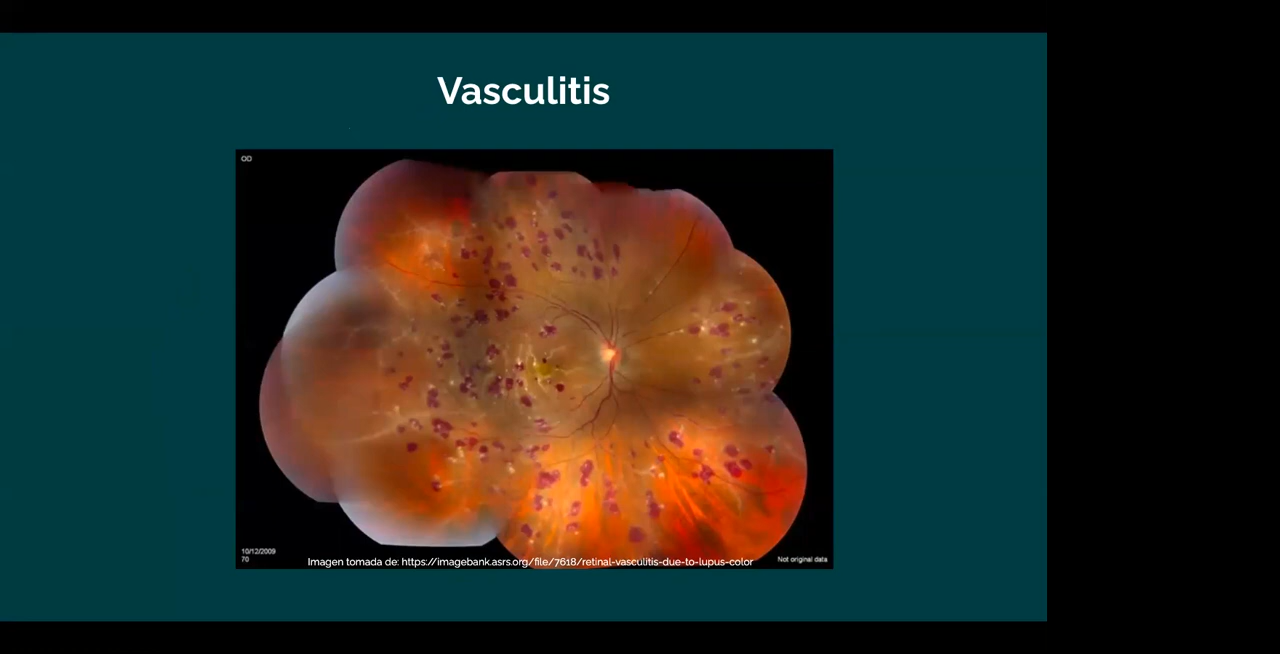 Vasculitis
OD
10/12/2009
70
Imagen tomada de: https://imagebank.asrs.org/file/7618/retinal-vasculitis-due-to-lupus-color
Not original data